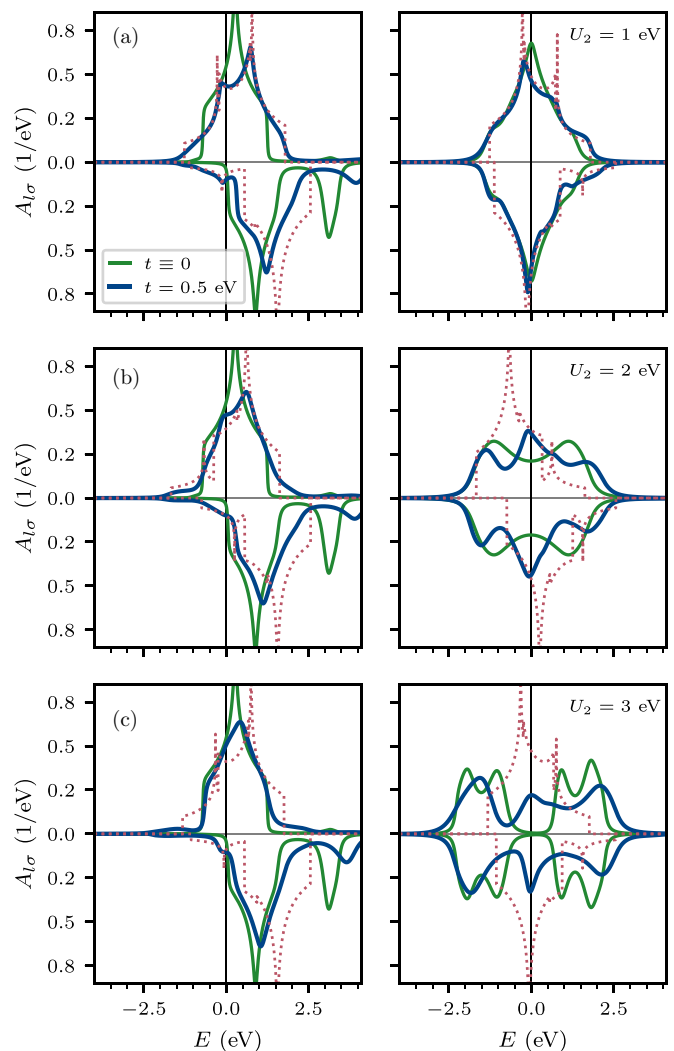 (a)
U₂ = 1 eV
0.8
0.5
0.2
0.0
0.2
0.5
0.8
A_{lσ} (1/eV)
t ≡ 0
t = 0.5 eV
(b)
U₂ = 2 eV
0.8
0.5
0.2
0.0
0.2
0.5
0.8
A_{lσ} (1/eV)
(c)
U₂ = 3 eV
0.8
0.5
0.2
0.0
0.2
0.5
0.8
A_{lσ} (1/eV)
−2.5 0.0 2.5
−2.5 0.0 2.5
E (eV)
E (eV)